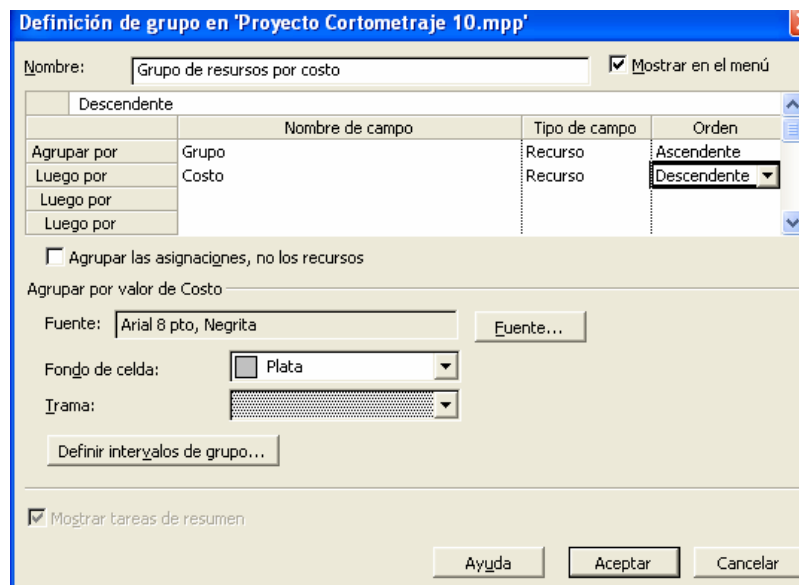 Definición de grupo en 'Proyecto Cortometraje 10.mpp'
Nombre: Grupo de resursos por costo Mostrar en el menú
Descendente
Nombre de campo Tipo de campo Orden
Agrupar por Grupo Recurso Ascendente
Luego por Costo Recurso Descendente
Luego por
Luego por
Agrupar las asignaciones, no los recursos
Agrupar por valor de Costo
Fuente: Arial 8 pto, Negrita Fuente...
Fondo de celda: Plata
Trama:
Definir intervalos de grupo...
Mostrar tareas de resumen
Ayuda Aceptar Cancelar